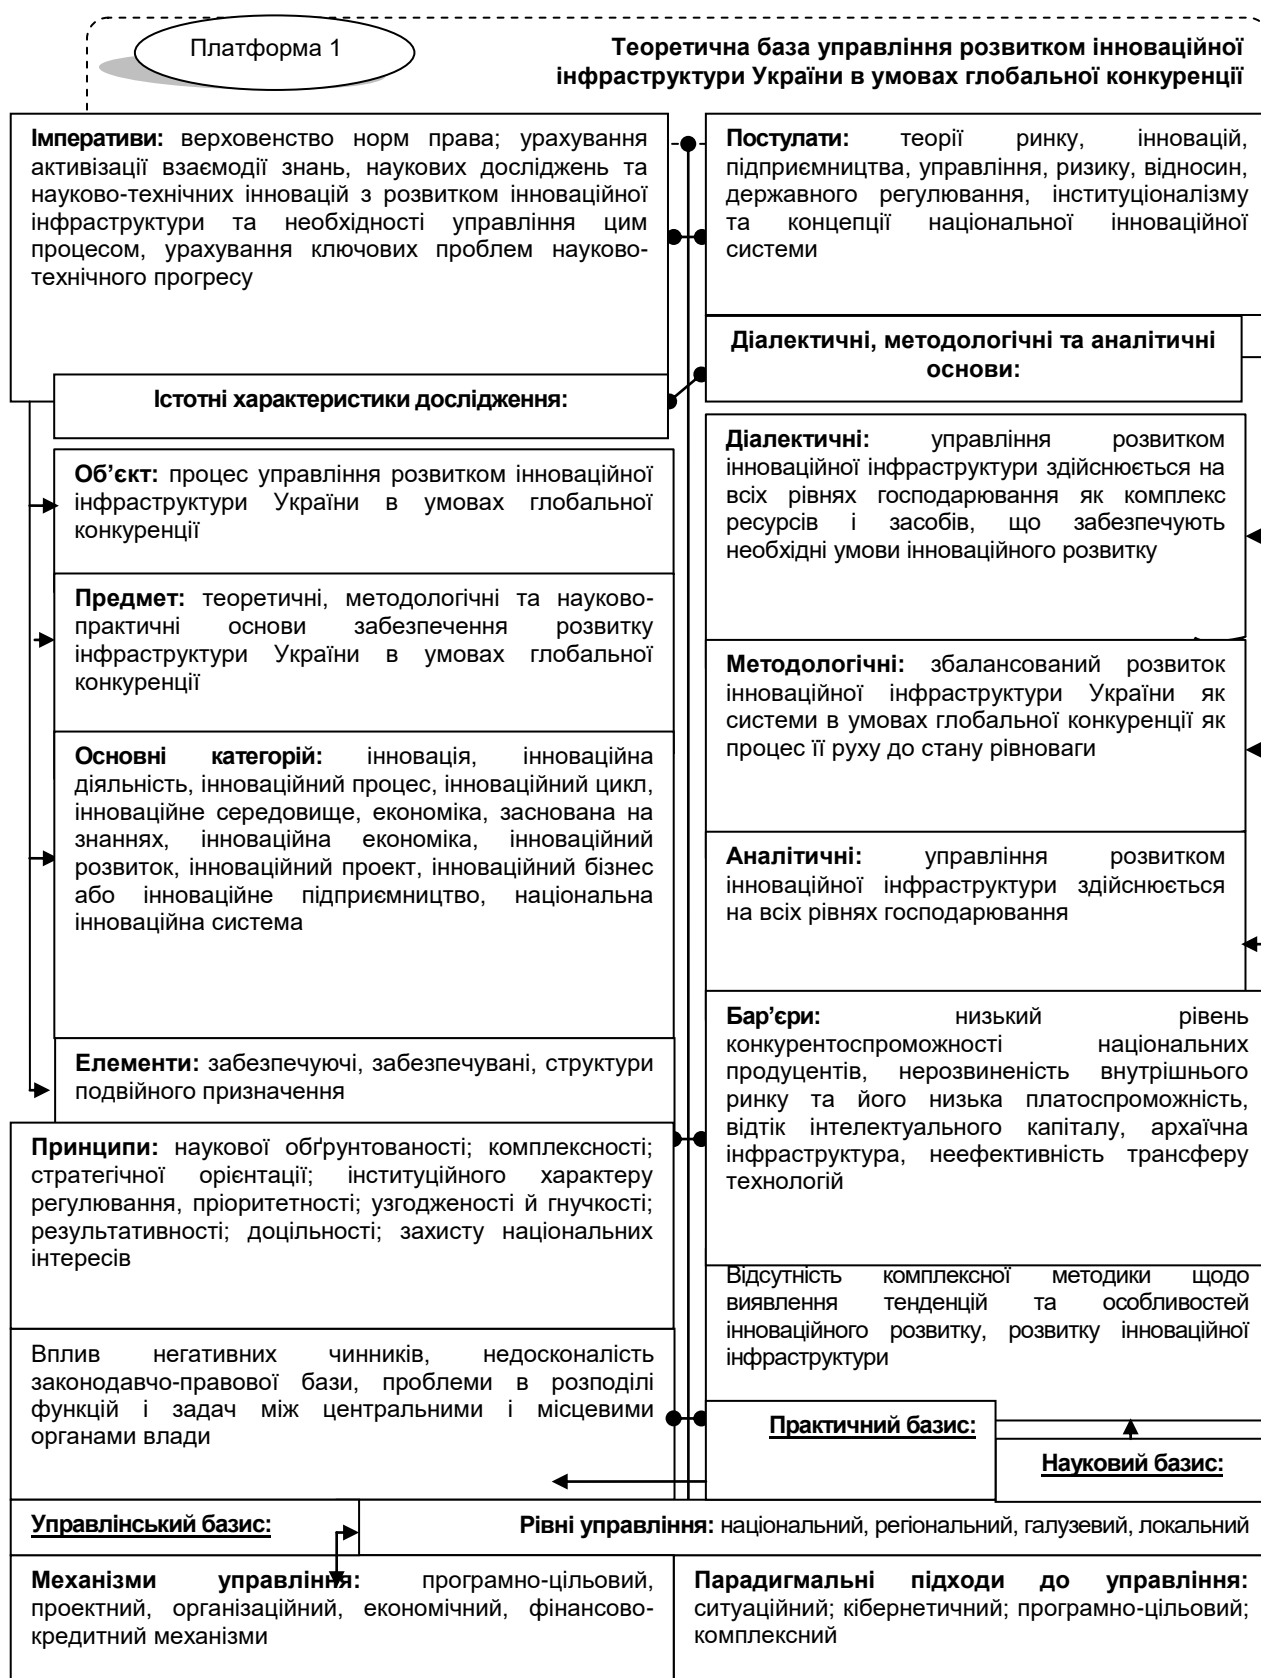 Платформа 1
Теоретична база управління розвитком інноваційної
інфраструктури України в умовах глобальної конкуренції
Імперативи: верховенство норм права; урахування
активізації взаємодії знань, наукових досліджень та
науково-технічних інновацій з розвитком інноваційної
інфраструктури та необхідності управління цим
процесом, урахування ключових проблем науково-
технічного прогресу
Постулати: теорії ринку, інновацій,
підприємництва, управління, ризику, відносин,
державного регулювання, інституціоналізму
та концепції національної інноваційної
системи
Діалектичні, методологічні та аналітичні
основи:
Істотні характеристики дослідження:
Об’єкт: процес управління розвитком інноваційної
інфраструктури України в умовах глобальної
конкуренції
Діалектичні: управління розвитком
інноваційної інфраструктури здійснюється на
всіх рівнях господарювання як комплекс
ресурсів і засобів, що забезпечують
необхідні умови інноваційного розвитку
Предмет: теоретичні, методологічні та науково-
практичні основи забезпечення розвитку
інфраструктури України в умовах глобальної
конкуренції
Методологічні: збалансований розвиток
інноваційної інфраструктури України як
системи в умовах глобальної конкуренції як
процес її руху до стану рівноваги
Основні категорій: інновація, інноваційна
діяльність, інноваційний процес, інноваційний цикл,
інноваційне середовище, економіка, заснована на
знаннях, інноваційна економіка, інноваційний
розвиток, інноваційний проект, інноваційний бізнес
або інноваційне підприємництво, національна
інноваційна система
Аналітичні: управління розвитком
інноваційної інфраструктури здійснюється
на всіх рівнях господарювання
Бар’єри: низький рівень
конкурентоспроможності національних
продуцентів, нерозвиненість внутрішнього
ринку та його низька платоспроможність,
відтік інтелектуального капіталу, архаїчна
інфраструктура, неефективність трансферу
технологій
Елементи: забезпечуючі, забезпечувані, структури
подвійного призначення
Принципи: наукової обґрунтованості; комплексності;
стратегічної орієнтації; інституційного характеру
регулювання, пріоритетності; узгодженості й гнучкості;
результативності; доцільності; захисту національних
інтересів
Відсутність комплексної методики щодо
виявлення тенденцій та особливостей
інноваційного розвитку, розвитку інноваційної
інфраструктури
Вплив негативних чинників, недосконалість
законодавчо-правової бази, проблеми в розподілі
функцій і задач між центральними і місцевими
органами влади
Практичний базис:
Науковий базис:
Управлінський базис:
Рівні управління: національний, регіональний, галузевий, локальний
Механізми управління: програмно-цільовий,
проектний, організаційний, економічний, фінансово-
кредитний механізми
Парадигмальні підходи до управління:
ситуаційний; кібернетичний; програмно-цільовий;
комплексний